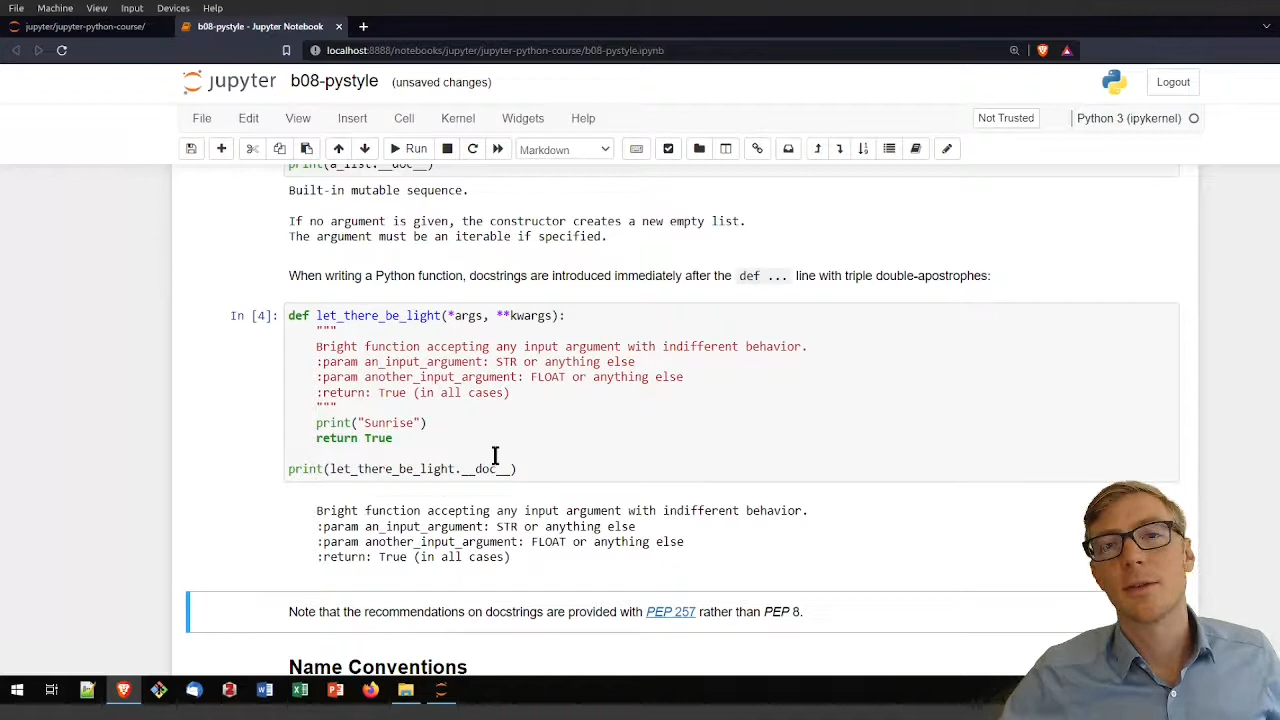 File Machine View Input Devices Help
jupyter/jupyter-python-course/ b08-pystyle - Jupyter Notebook × +
localhost:8888/notebooks/jupyter/jupyter-python-course/b08-pystyle.ipynb
jupyter b08-pystyle (unsaved changes) Logout
File Edit View Insert Cell Kernel Widgets Help Not Trusted Python 3 (ipykernel)
Run Markdown
print(a_list.__doc__)
Built-in mutable sequence.
If no argument is given, the constructor creates a new empty list.
The argument must be an iterable if specified.
When writing a Python function, docstrings are introduced immediately after the def ... line with triple double-apostrophes:
In [4]: def let_there_be_light(*args, **kwargs):
"""
Bright function accepting any input argument with indifferent behavior.
:param an_input_argument: STR or anything else
:param another_input_argument: FLOAT or anything else
:return: True (in all cases)
"""
print("Sunrise")
return True
print(let_there_be_light.__doc__)
Bright function accepting any input argument with indifferent behavior.
:param an_input_argument: STR or anything else
:param another_input_argument: FLOAT or anything else
:return: True (in all cases)
Note that the recommendations on docstrings are provided with PEP 257 rather than PEP 8.
Name Conventions